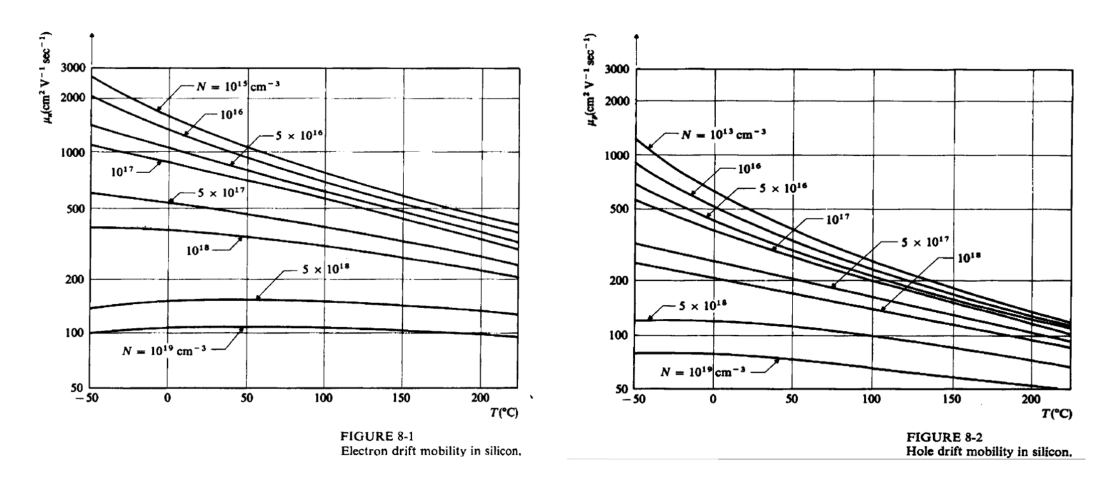 μₙ(cm² V⁻¹ sec⁻¹)
3000
2000
1000
500
200
100
50
N = 10¹⁵ cm⁻³
10¹⁶
5 × 10¹⁶
10¹⁷
5 × 10¹⁷
10¹⁸
5 × 10¹⁸
N = 10¹⁹ cm⁻³
−50 0 50 100 150 200
T(°C)
FIGURE 8-1
Electron drift mobility in silicon.
μₚ(cm² V⁻¹ sec⁻¹)
3000
2000
1000
500
200
100
50
N = 10¹³ cm⁻³
10¹⁶
5 × 10¹⁶
10¹⁷
5 × 10¹⁷
10¹⁸
5 × 10¹⁸
N = 10¹⁹ cm⁻³
−50 0 50 100 150 200
T(°C)
FIGURE 8-2
Hole drift mobility in silicon.